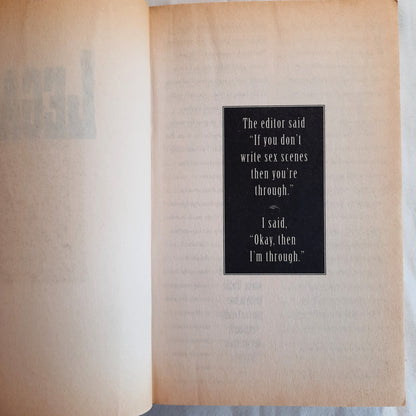 The editor said
"If you don't
write sex scenes
then you're
through."
I said,
"Okay, then
I'm through."